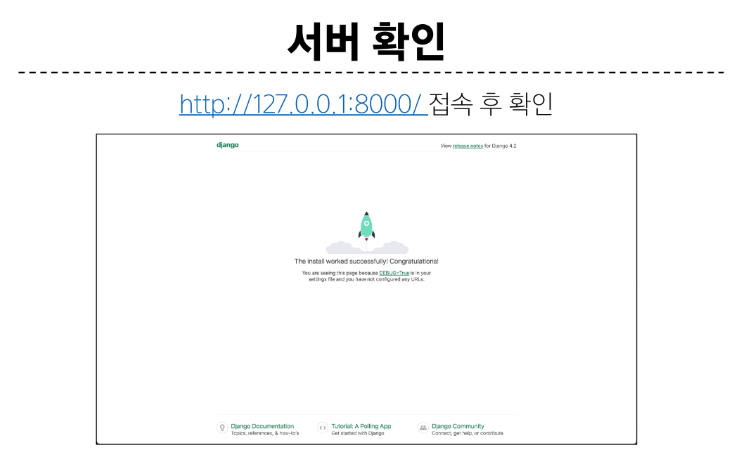 서버 확인
http://127.0.0.1:8000/ 접속 후 확인
django
View release notes for Django 4.2
The install worked successfully! Congratulations!
You are seeing this page because DEBUG=True is in your
settings file and you have not configured any URLs.
Django Documentation
Topics, references, & how-to's
Tutorial: A Polling App
Get started with Django
Django Community
Connect, get help, or contribute